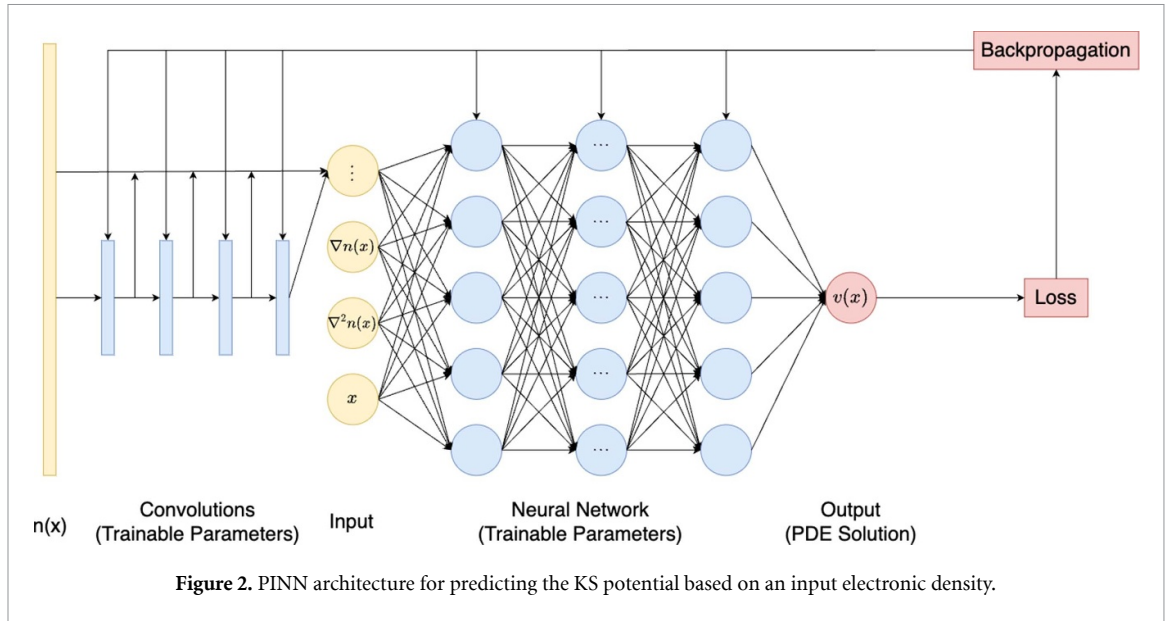 Backpropagation
⋮
∇n(x)
∇²n(x)
x
...
...
...
...
...
v(x)
Loss
n(x)
Convolutions
(Trainable Parameters)
Input
Neural Network
(Trainable Parameters)
Output
(PDE Solution)
Figure 2. PINN architecture for predicting the KS potential based on an input electronic density.